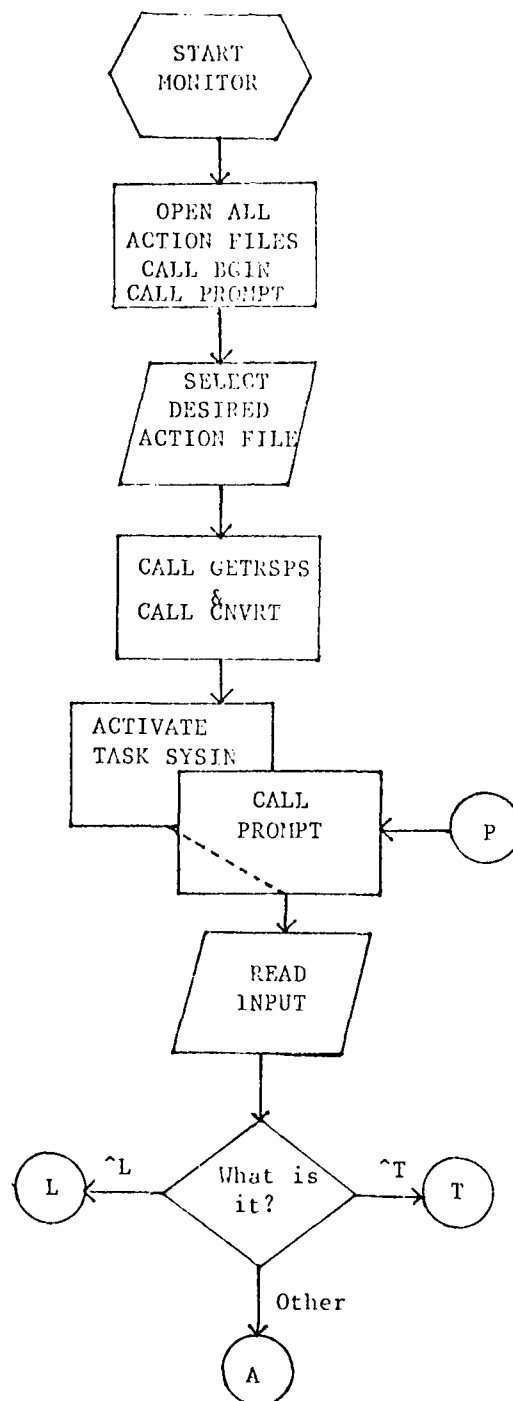 START
MONITOR
OPEN ALL
ACTION FILES
CALL BGIN
CALL PROMPT
SELECT
DESIRED
ACTION FILE
CALL GETRSPS
&
CALL CNVRT
ACTIVATE
TASK SYSIN
CALL
PROMPT
P
READ
INPUT
^L
^T
L
What is
it?
T
Other
A